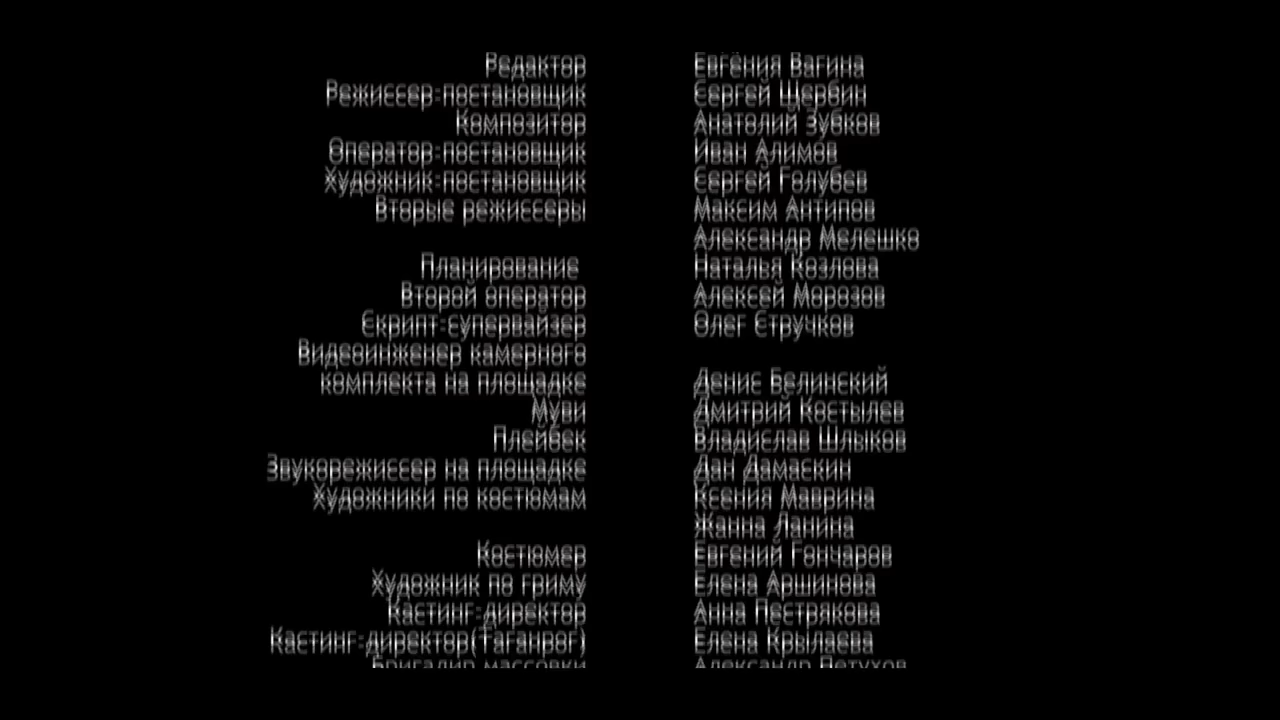 Редактор Евгения Вагина
Режиссер-постановщик Сергей Щербин
Композитор Анатолий Зубков
Оператор-постановщик Иван Алимов
Художник-постановщик Сергей Голубев
Вторые режиссеры Максим Антипов
Александр Мелешко
Планирование Наталья Козлова
Второй оператор Алексей Морозов
Скрипт-супервайзер Олег Стручков
Видеоинженер камерного
комплекта на площадке Денис Белинский
Муви Дмитрий Костылев
Плейбек Владислав Шлыков
Звукорежиссер на площадке Дан Дамаскин
Художники по костюмам Ксения Маврина
Жанна Ланина
Костюмер Евгений Гончаров
Художник по гриму Елена Аршинова
Кастинг-директор Анна Пестрякова
Кастинг-директор(Таганрог) Елена Крылаева
Бригадир массовки Александр Петухов